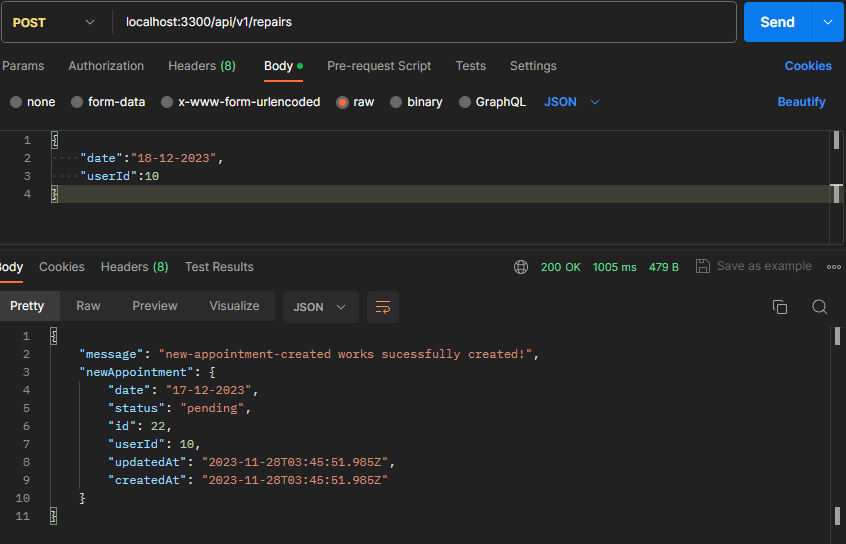 POST localhost:3300/api/v1/repairs Send
Params Authorization Headers (8) Body Pre-request Script Tests Settings Cookies
none form-data x-www-form-urlencoded raw binary GraphQL JSON Beautify
1 {
2 "date":"18-12-2023",
3 "userId":10
4 }
Body Cookies Headers (8) Test Results 200 OK 1005 ms 479 B Save as example
Pretty Raw Preview Visualize JSON
1 {
2 "message": "new-appointment-created works sucessfully created!",
3 "newAppointment": {
4 "date": "17-12-2023",
5 "status": "pending",
6 "id": 22,
7 "userId": 10,
8 "updatedAt": "2023-11-28T03:45:51.985Z",
9 "createdAt": "2023-11-28T03:45:51.985Z"
10 }
11 }